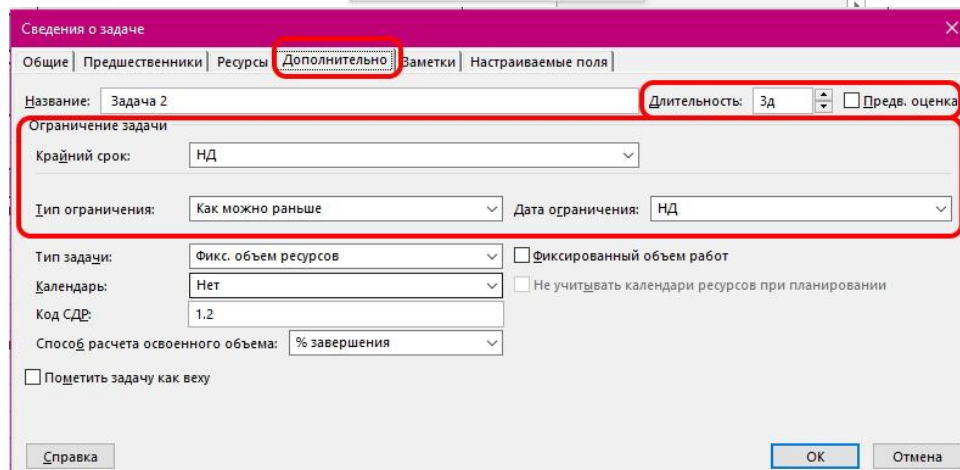 Сведения о задаче
Общие Предшественники Ресурсы Дополнительно Заметки Настраиваемые поля
Название: Задача 2 Длительность: 3д Предв. оценка
Ограничение задачи
Крайний срок: НД
Тип ограничения: Как можно раньше Дата ограничения: НД
Тип задачи: Фикс. объем ресурсов Фиксированный объем работ
Календарь: Нет Не учитывать календари ресурсов при планировании
Код СДР: 1.2
Способ расчета освоенного объема: % завершения
Пометить задачу как веху
Справка ОК Отмена